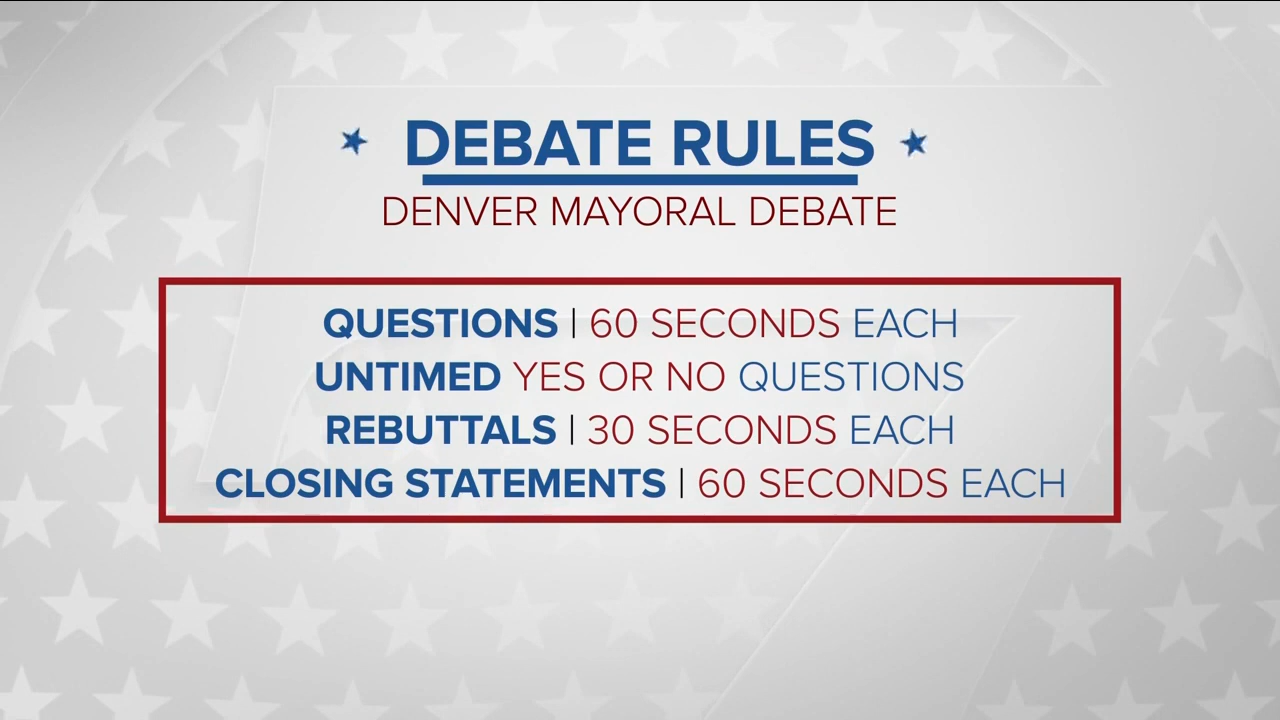 DEBATE RULES
DENVER MAYORAL DEBATE
QUESTIONS | 60 SECONDS EACH
UNTIMED YES OR NO QUESTIONS
REBUTTALS | 30 SECONDS EACH
CLOSING STATEMENTS | 60 SECONDS EACH